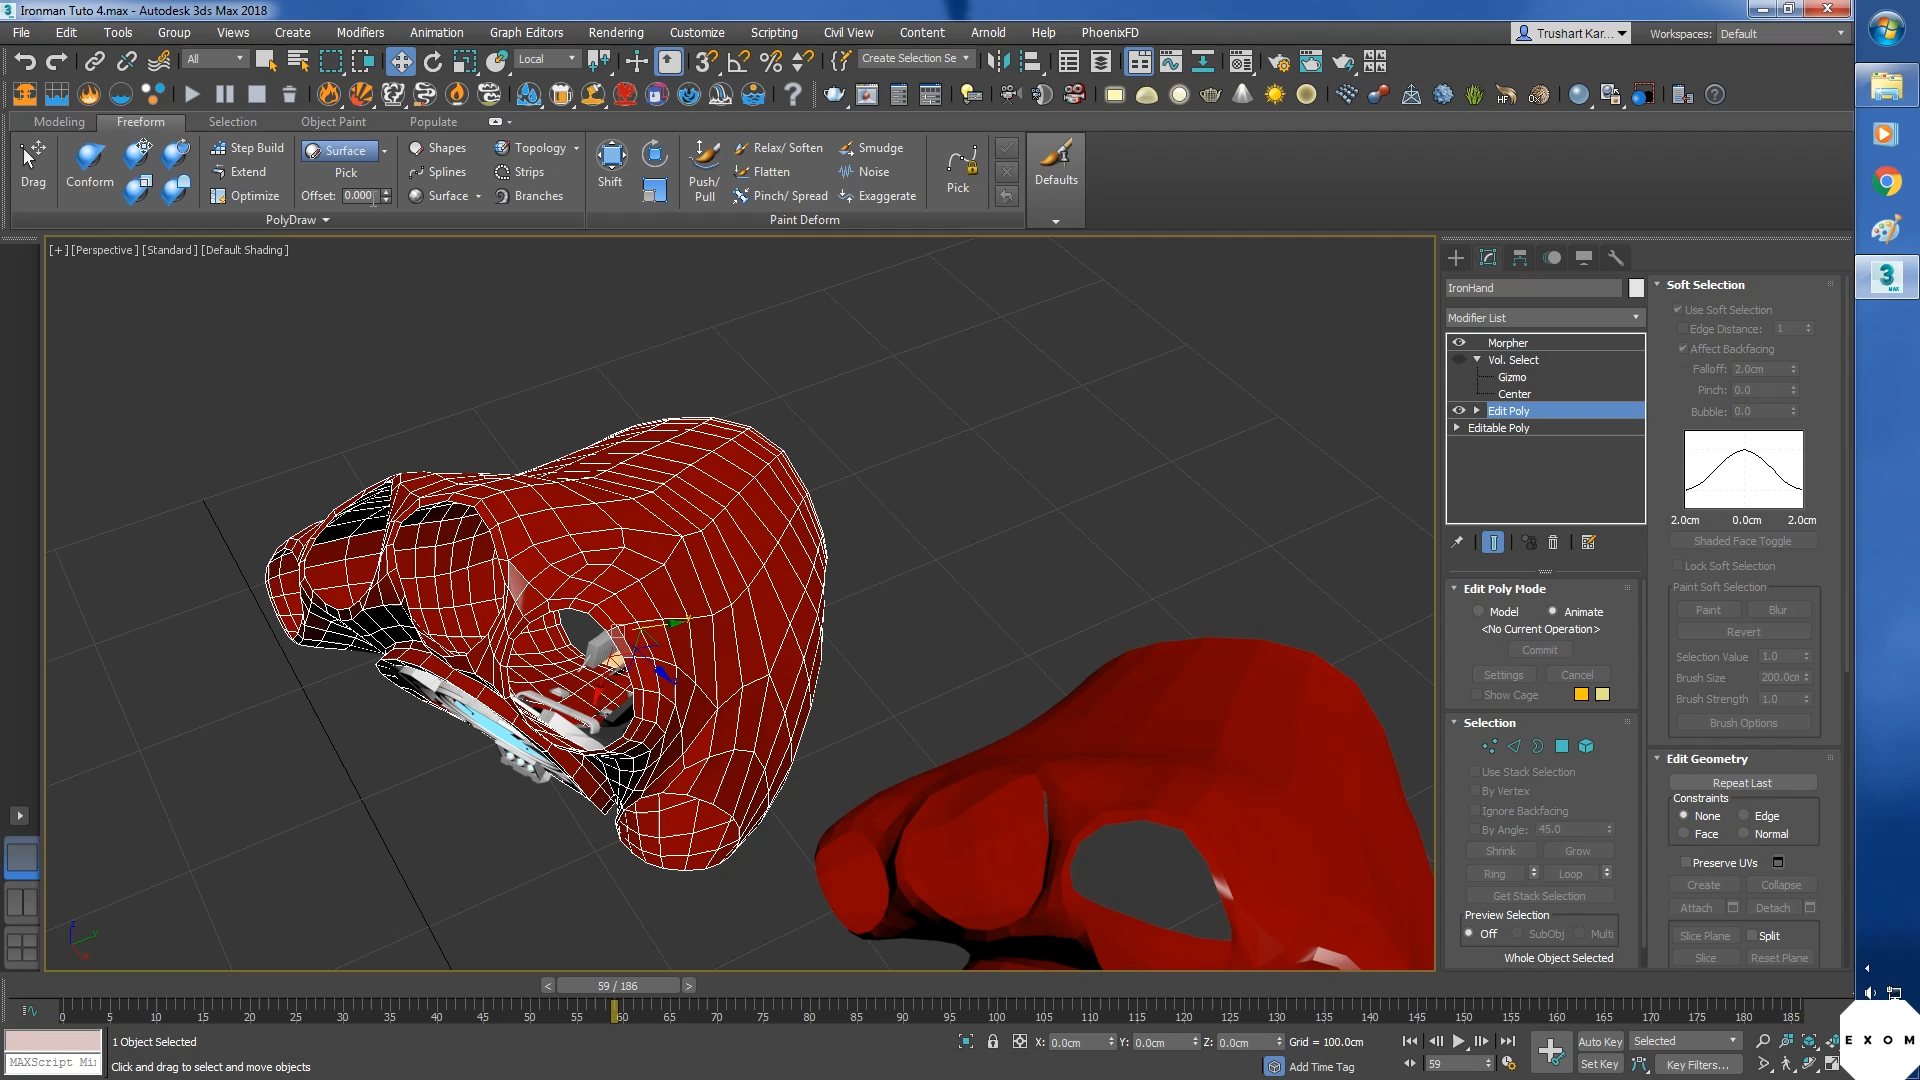 Ironman Tuto 4.max - Autodesk 3ds Max 2018
File Edit Tools Group Views Create Modifiers Animation Graph Editors Rendering Customize Scripting Civil View Content Arnold Help PhoenixFD
Trushart Kar... Workspaces: Default
All Local Create Selection Se
Modeling Freeform Selection Object Paint Populate
Drag Conform Step Build Extend Optimize Surface Pick Offset: 0.000 Shapes Splines Surface Topology Strips Branches
Shift Push/ Pull Relax/ Soften Flatten Pinch/ Spread Smudge Noise Exaggerate Pick Defaults
PolyDraw Paint Deform
[+] [Perspective] [Standard] [Default Shading]
IronHand
Modifier List
Morpher
Vol. Select
Gizmo
Center
Edit Poly
Editable Poly
Edit Poly Mode
Model Animate
<No Current Operation>
Commit
Settings Cancel
Show Cage
Selection
Use Stack Selection
By Vertex
Ignore Backfacing
By Angle: 45.0
Shrink Grow
Ring Loop
Get Stack Selection
Preview Selection
Off SubObj Multi
Whole Object Selected
Soft Selection
Use Soft Selection
Edge Distance: 1
Affect Backfacing
Falloff: 2.0cm
Pinch: 0.0
Bubble: 0.0
2.0cm 0.0cm 2.0cm
Shaded Face Toggle
Lock Soft Selection
Paint Soft Selection
Paint Blur
Revert
Selection Value 1.0
Brush Size 200.0cm
Brush Strength 1.0
Brush Options
Edit Geometry
Repeat Last
Constraints
None Edge
Face Normal
Preserve UVs
Create Collapse
Attach Detach
Slice Plane Split
Slice Reset Plane
< 59 / 186 >
0 5 10 15 20 25 30 35 40 45 50 55 60 65 70 75 80 85 90 95 100 105 110 115 120 125 130 135 140 145 150 155 160 165 170 175 180 185
1 Object Selected
X: 0.0cm Y: 0.0cm Z: 0.0cm Grid = 100.0cm
Auto Key Selected
MAXScript Mi
Click and drag to select and move objects
Add Time Tag
59
Set Key Key Filters...
3 MAX
E X O M